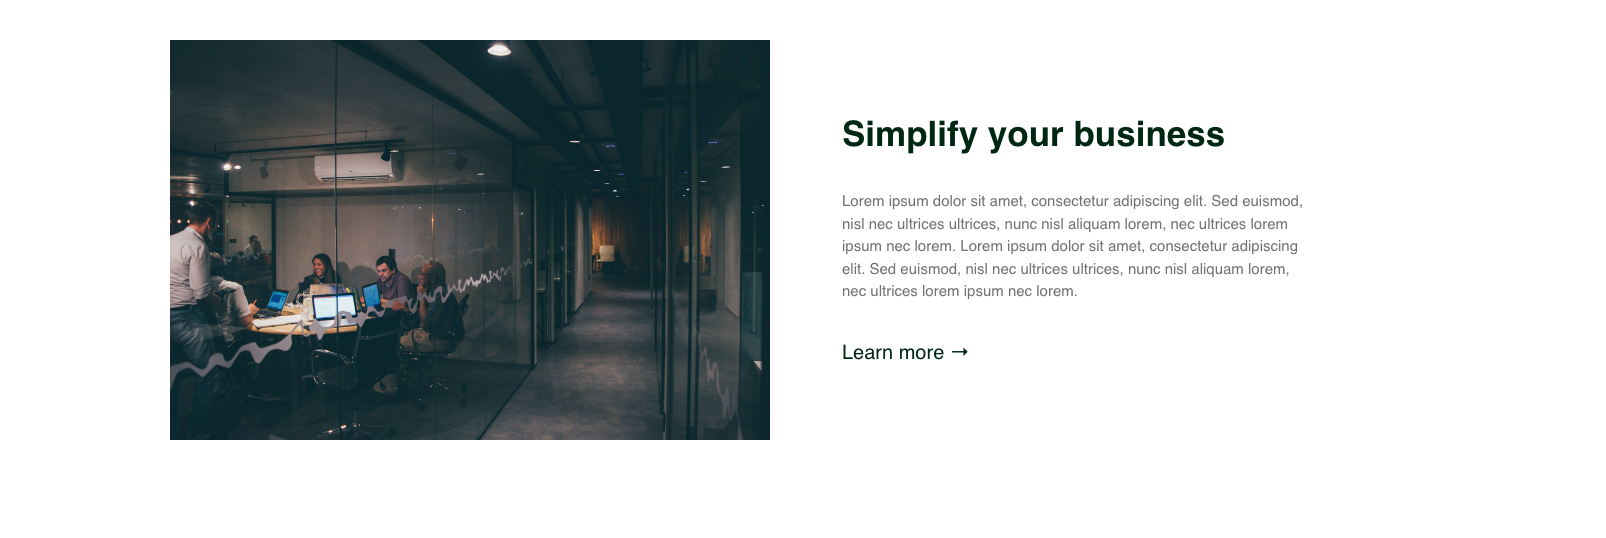 Simplify your business
Lorem ipsum dolor sit amet, consectetur adipiscing elit. Sed euismod,
nisl nec ultrices ultrices, nunc nisl aliquam lorem, nec ultrices lorem
ipsum nec lorem. Lorem ipsum dolor sit amet, consectetur adipiscing
elit. Sed euismod, nisl nec ultrices ultrices, nunc nisl aliquam lorem,
nec ultrices lorem ipsum nec lorem.
Learn more →